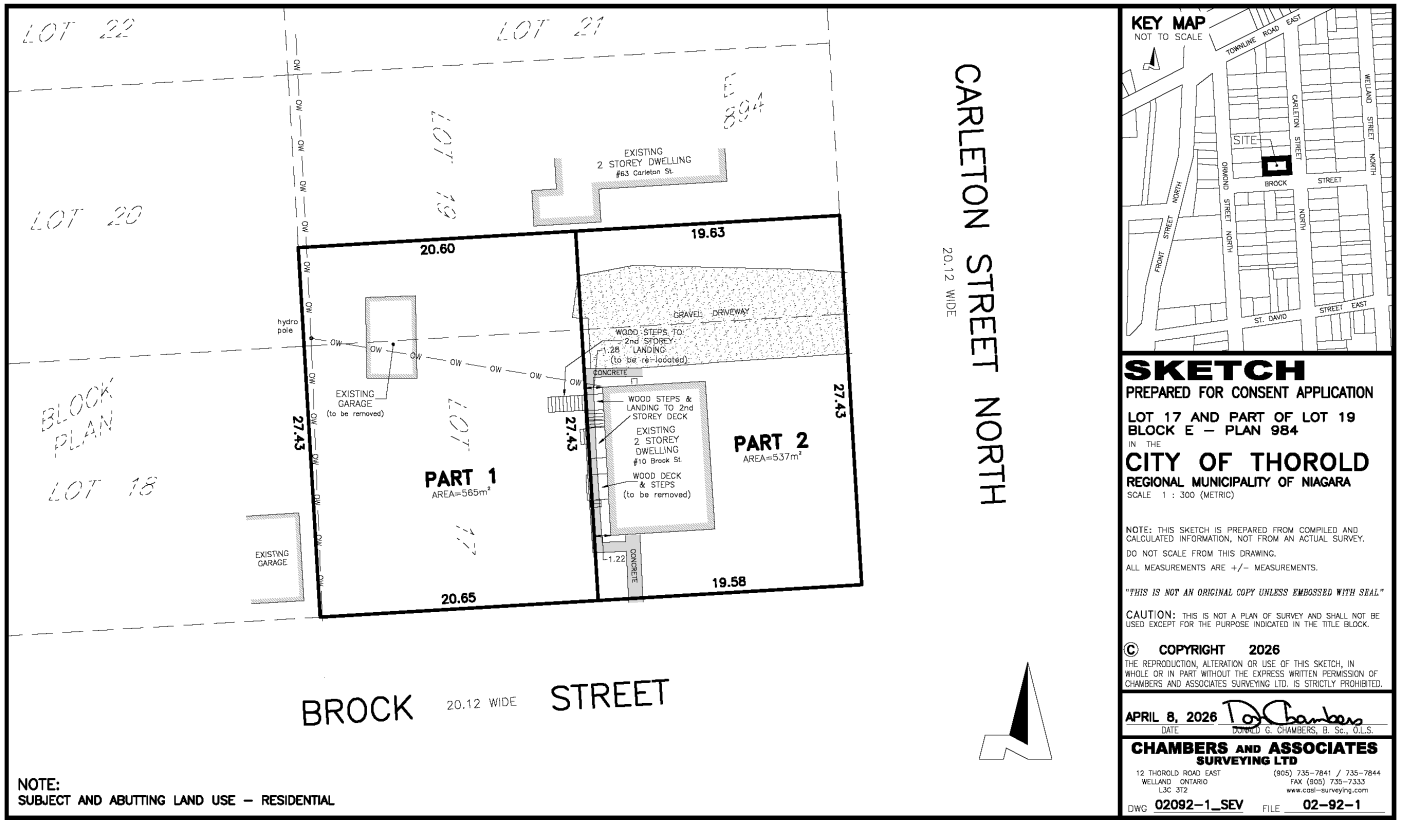 LOT 22
LOT 21
LOT 19
E
894
LOT 20
BLOCK
PLAN
LOT 18
LOT
17
EXISTING
2 STOREY DWELLING
#63 Carleton St.
20.60
19.63
CARLETON STREET NORTH
20.12 WIDE
OW
hydro
pole
GRAVEL DRIVEWAY
WOOD STEPS TO
2nd STOREY
LANDING
(to be re-located)
1.28
CONCRETE
EXISTING
GARAGE
(to be removed)
WOOD STEPS &
LANDING TO 2nd
STOREY DECK
EXISTING
2 STOREY
DWELLING
#10 Brock St.
WOOD DECK
& STEPS
(to be removed)
27.43
27.43
27.43
PART 1
AREA=565m²
PART 2
AREA=537m²
EXISTING
GARAGE
1.22
CONCRETE
20.65
19.58
BROCK STREET
20.12 WIDE
NOTE:
SUBJECT AND ABUTTING LAND USE – RESIDENTIAL
KEY MAP
NOT TO SCALE
TOWNLINE ROAD EAST
CARLETON STREET
NORTH
WELLAND STREET NORTH
SITE
ORMOND STREET NORTH
BROCK STREET
FRONT STREET NORTH
ST. DAVID STREET EAST
SKETCH
PREPARED FOR CONSENT APPLICATION
LOT 17 AND PART OF LOT 19
BLOCK E – PLAN 984
IN THE
CITY OF THOROLD
REGIONAL MUNICIPALITY OF NIAGARA
SCALE 1 : 300 (METRIC)
NOTE: THIS SKETCH IS PREPARED FROM COMPILED AND
CALCULATED INFORMATION, NOT FROM AN ACTUAL SURVEY.
DO NOT SCALE FROM THIS DRAWING.
ALL MEASUREMENTS ARE +/– MEASUREMENTS.
"THIS IS NOT AN ORIGINAL COPY UNLESS EMBOSSED WITH SEAL"
CAUTION: THIS IS NOT A PLAN OF SURVEY AND SHALL NOT BE
USED EXCEPT FOR THE PURPOSE INDICATED IN THE TITLE BLOCK.
© COPYRIGHT 2026
THE REPRODUCTION, ALTERATION OR USE OF THIS SKETCH, IN
WHOLE OR IN PART WITHOUT THE EXPRESS WRITTEN PERMISSION OF
CHAMBERS AND ASSOCIATES SURVEYING LTD. IS STRICTLY PROHIBITED.
APRIL 8, 2026 Don Chambers
DATE DONALD G. CHAMBERS, B. Sc., O.L.S.
CHAMBERS AND ASSOCIATES
SURVEYING LTD
12 THOROLD ROAD EAST (905) 735-7841 / 735-7844
WELLAND ONTARIO FAX (905) 735-7333
L3C 3T2 www.casl-surveying.com
DWG 02092-1_SEV FILE 02-92-1